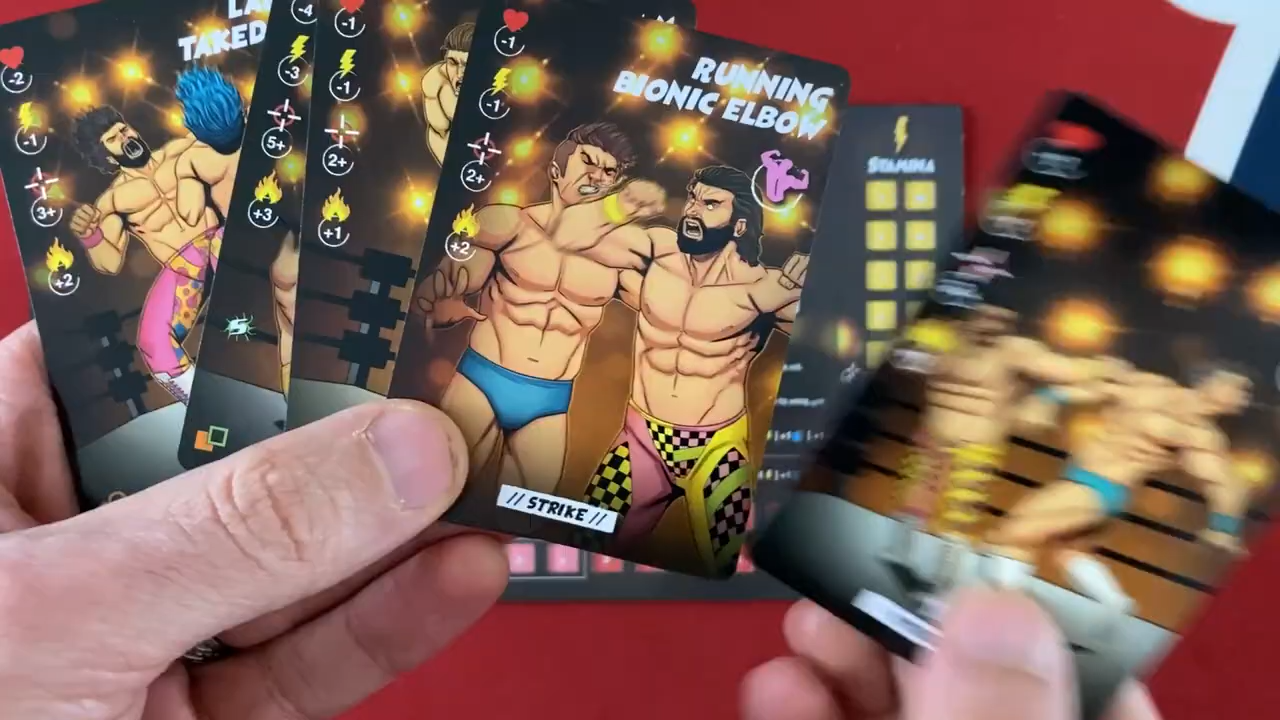 LA
TAKED
-2
-1
3+
+2
-4
-3
5+
+3
-1
-1
2+
+1
RUNNING
BIONIC ELBOW
-1
-1
2+
+2
// STRIKE //
STAMINA